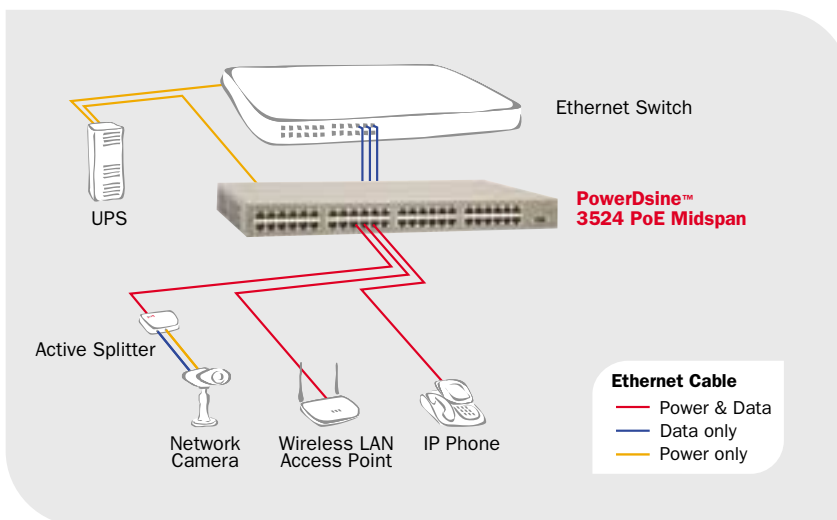 Ethernet Switch
UPS
PowerDsine™
3524 PoE Midspan
Active Splitter
Network
Camera
Wireless LAN
Access Point
IP Phone
Ethernet Cable
Power & Data
Data only
Power only